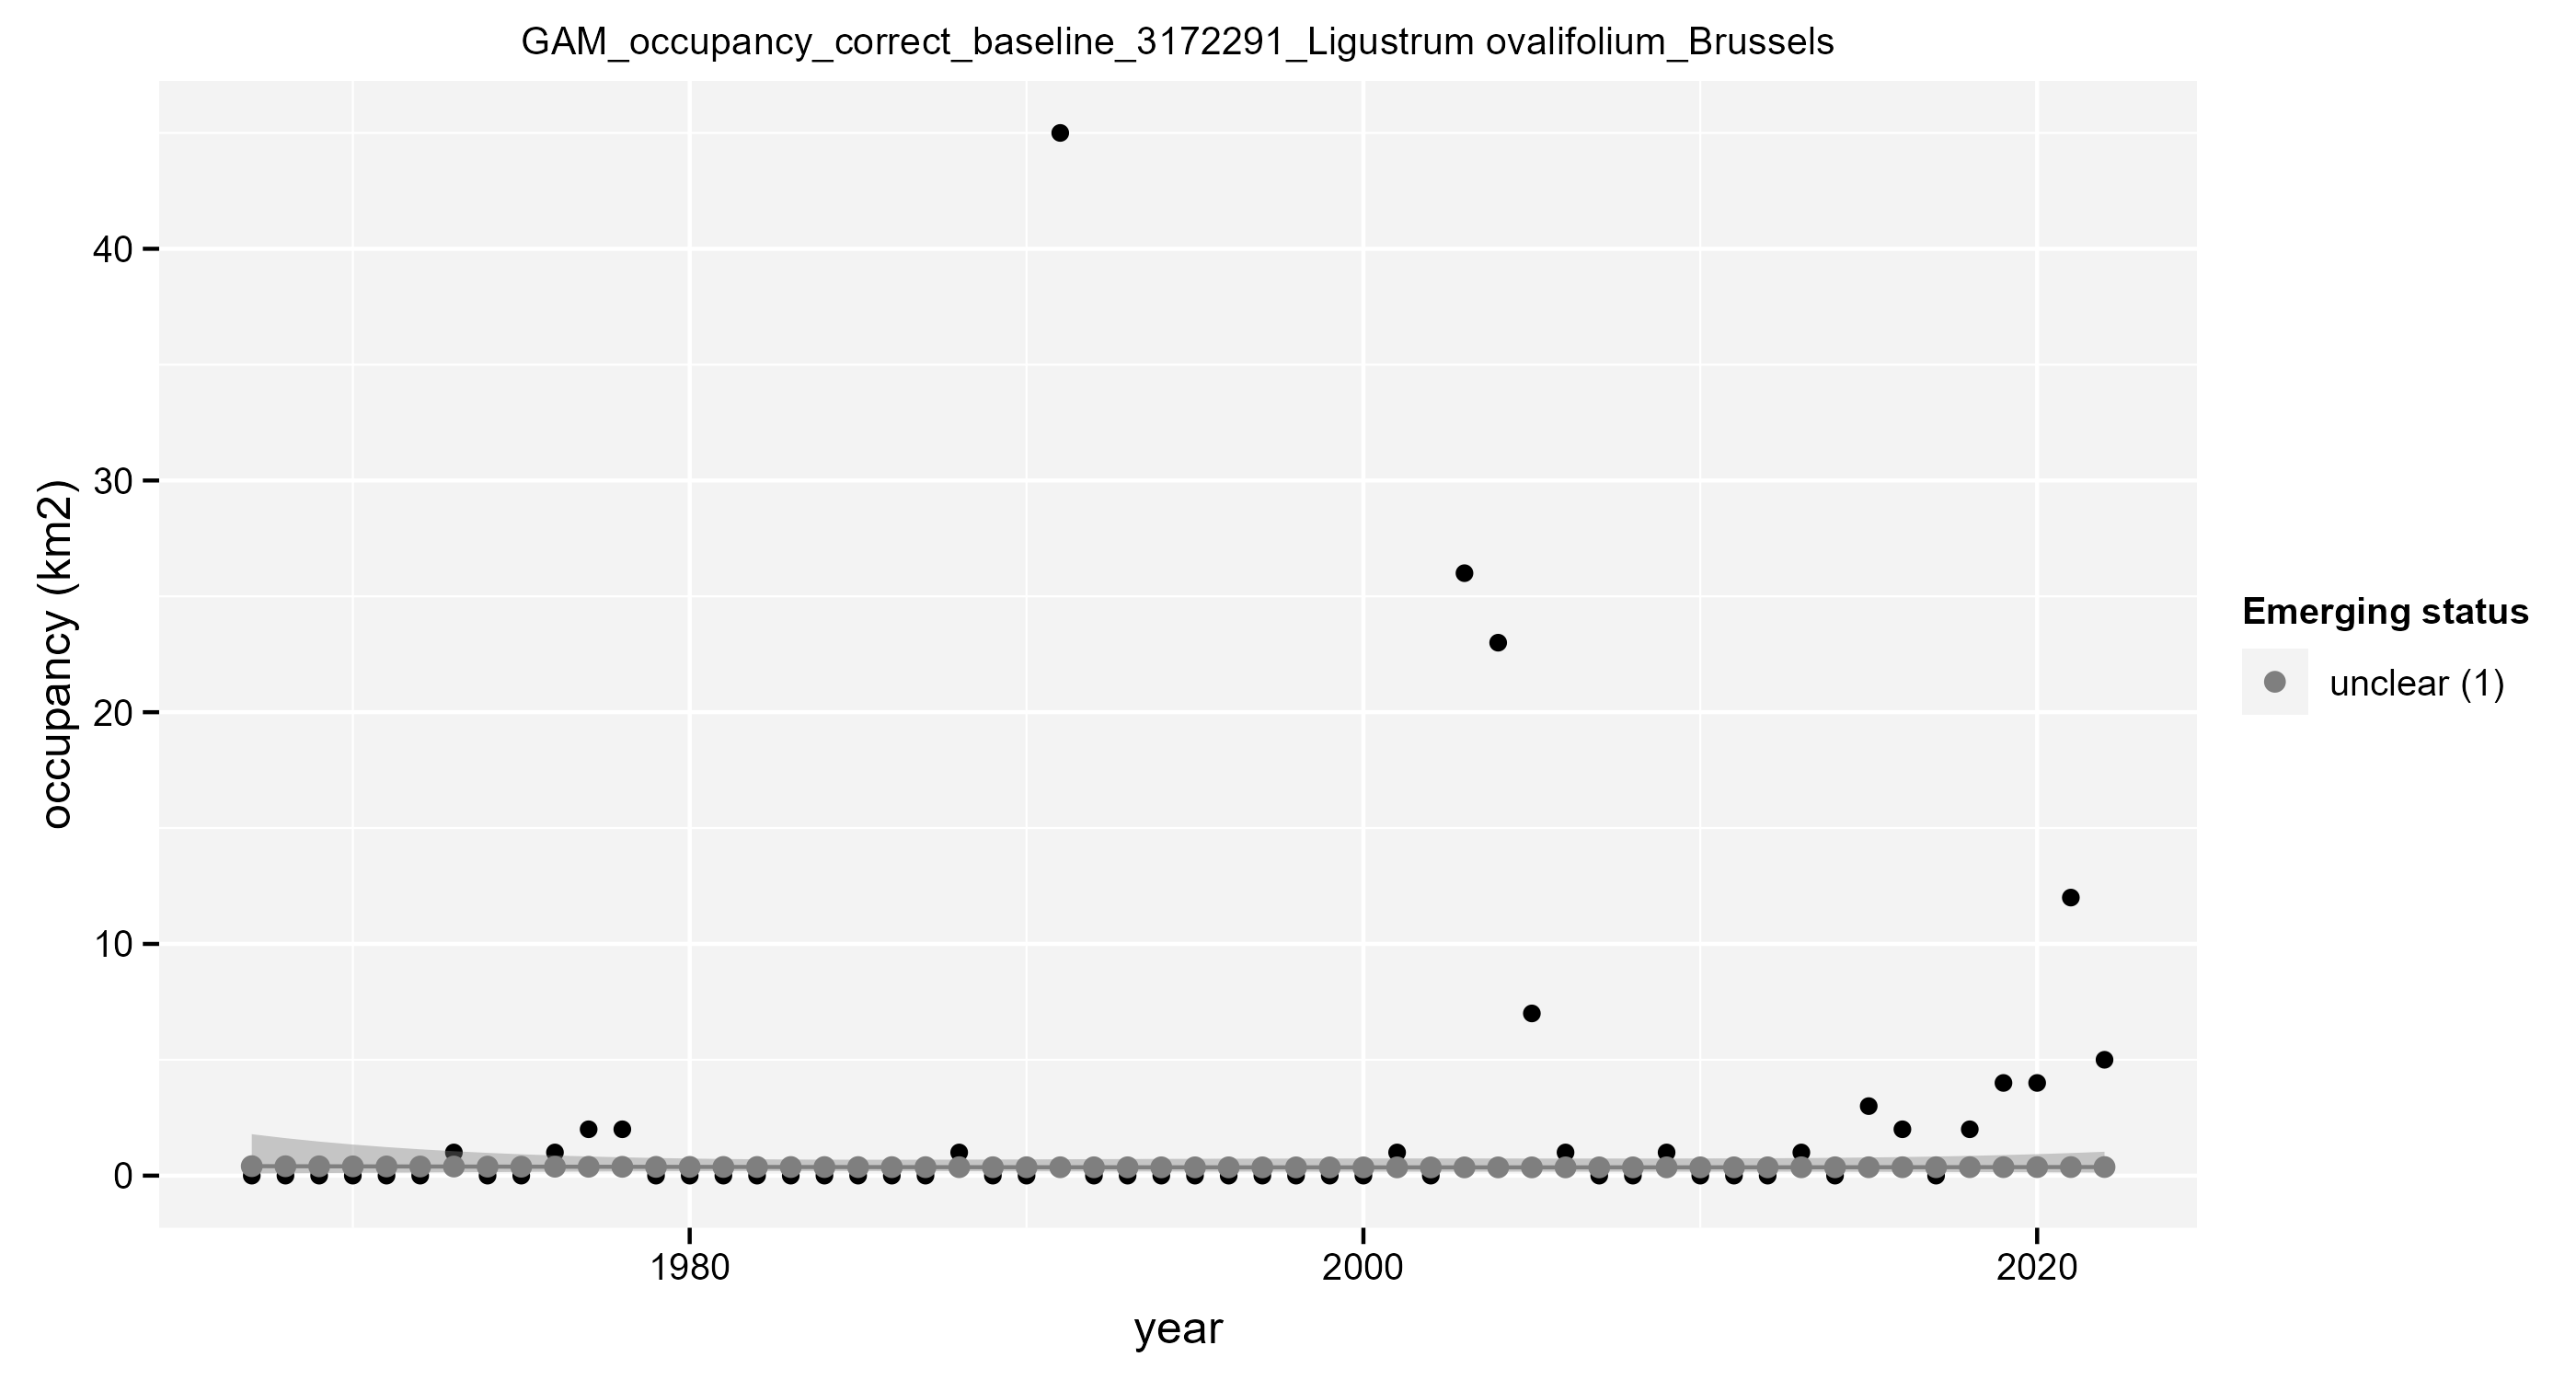 GAM_occupancy_correct_baseline_3172291_Ligustrum ovalifolium_Brussels
occupancy (km2)
40
30
20
10
0
1980
2000
2020
year
Emerging status
unclear (1)